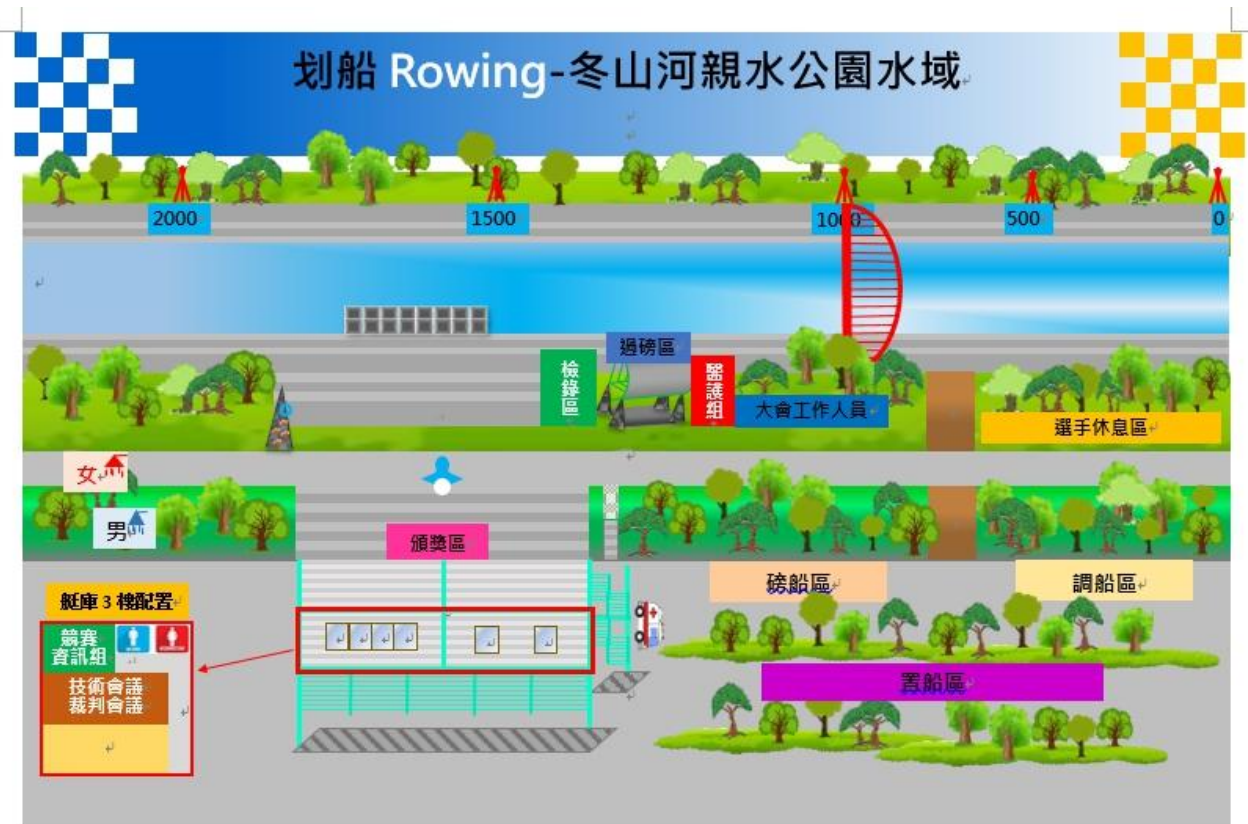 划船 Rowing-冬山河親水公園水域
2000
1500
1000
500
0
過磅區
檢錄區
醫護組
大會工作人員
選手休息區
女
男
頒獎區
磅船區
調船區
艇庫 3 樓配置
競賽
資訊組
技術會議
裁判會議
置船區